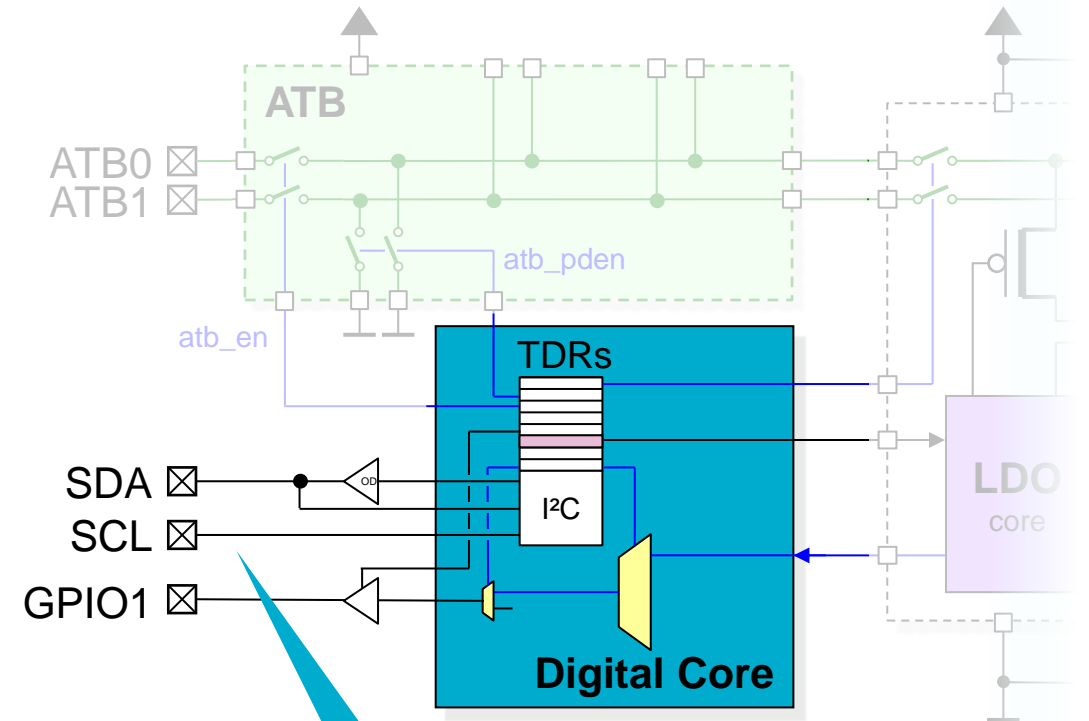 ATB
ATB0
ATB1
atb_pden
atb_en
TDRs
SDA
OD
I²C
LDO
core
SCL
GPIO1
Digital Core